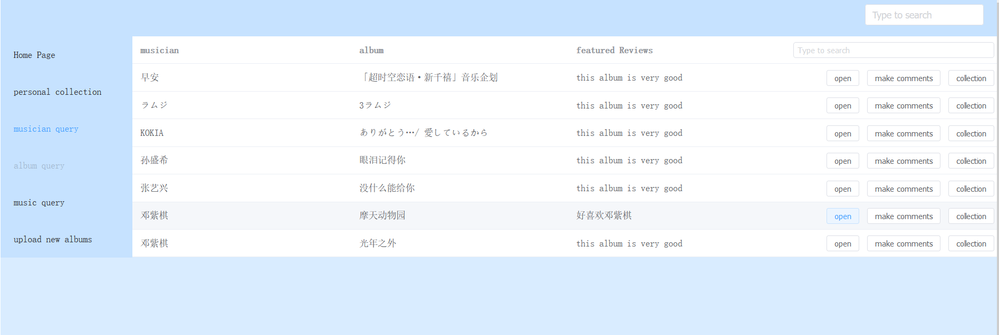 Type to search
Home Page
personal collection
musician query
album query
music query
upload new albums
musician album featured Reviews Type to search
早安 「超时空恋语·新千禧」音乐企划 this album is very good open make comments collection
ラムジ 3ラムジ this album is very good open make comments collection
KOKIA ありがとう…/ 愛しているから this album is very good open make comments collection
孙盛希 眼泪记得你 this album is very good open make comments collection
张艺兴 没什么能给你 this album is very good open make comments collection
邓紫棋 摩天动物园 好喜欢邓紫棋 open make comments collection
邓紫棋 光年之外 this album is very good open make comments collection